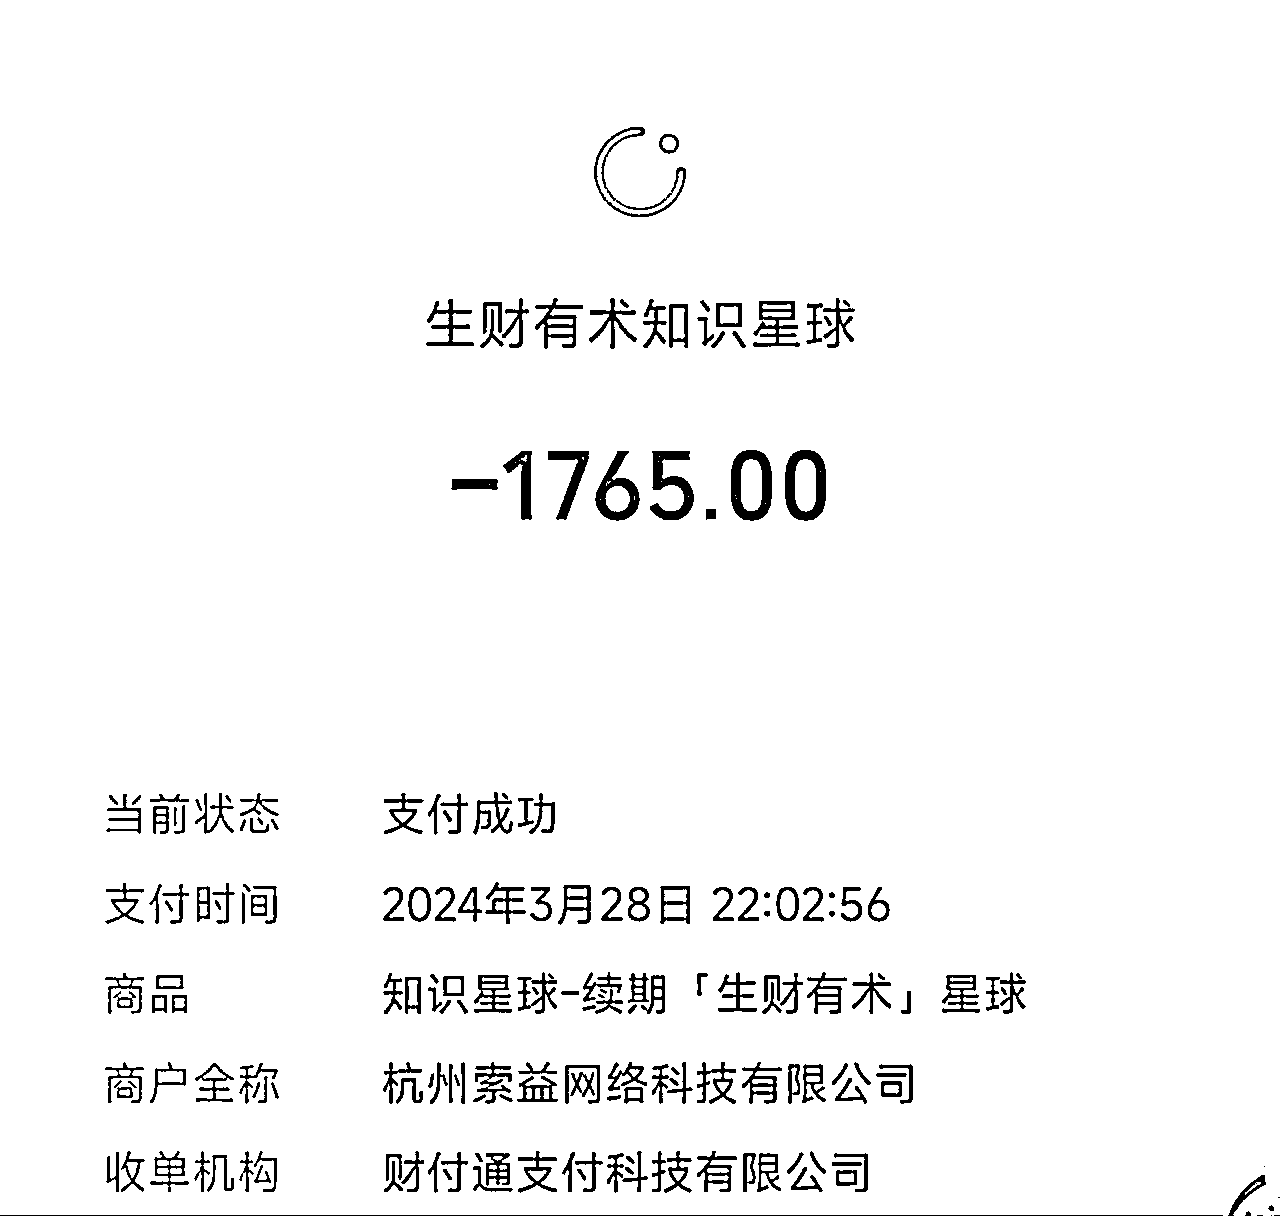 生财有术知识星球
-1765.00
当前状态 支付成功
支付时间 2024年3月28日 22:02:56
商品 知识星球-续期「生财有术」星球
商户全称 杭州索益网络科技有限公司
收单机构 财付通支付科技有限公司